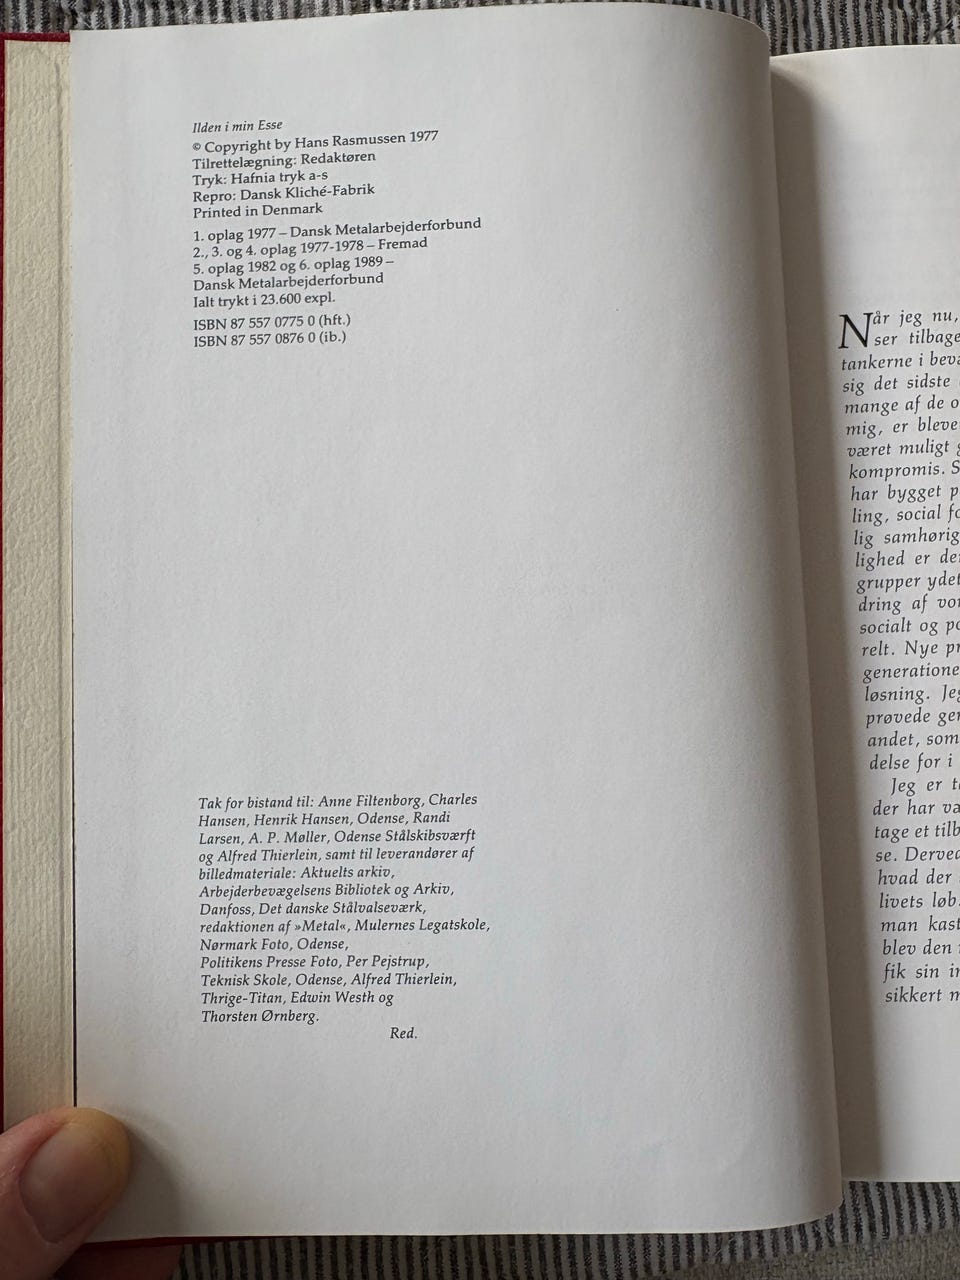 Ilden i min Esse
© Copyright by Hans Rasmussen 1977
Tilrettelægning: Redaktøren
Tryk: Hafnia tryk a-s
Repro: Dansk Kliché-Fabrik
Printed in Denmark
1. oplag 1977 – Dansk Metalarbejderforbund
2., 3. og 4. oplag 1977-1978 – Fremad
5. oplag 1982 og 6. oplag 1989 –
Dansk Metalarbejderforbund
Ialt trykt i 23.600 expl.
ISBN 87 557 0775 0 (hft.)
ISBN 87 557 0876 0 (ib.)
Tak for bistand til: Anne Filtenborg, Charles
Hansen, Henrik Hansen, Odense, Randi
Larsen, A. P. Møller, Odense Stålskibsværft
og Alfred Thierlein, samt til leverandører af
billedmateriale: Aktuelts arkiv,
Arbejderbevægelsens Bibliotek og Arkiv,
Danfoss, Det danske Stålvalseværk,
redaktionen af »Metal«, Mulernes Legatskole,
Nørmark Foto, Odense,
Politikens Presse Foto, Per Pejstrup,
Teknisk Skole, Odense, Alfred Thierlein,
Thrige-Titan, Edwin Westh og
Thorsten Ørnberg.
Red.
Når jeg nu,
ser tilbage
tankerne i
sig det sidste
mange af de
mig, er
været muligt
kompromis.
har bygget
ling, social
lig
lighed er
grupper
dring af
socialt og
relt. Nye
løsning.
prøvede
andet, som
delse for i
Jeg er
der har
tage et
se.
hvad der
livets løb.
man
blev den
fik sin
sikkert